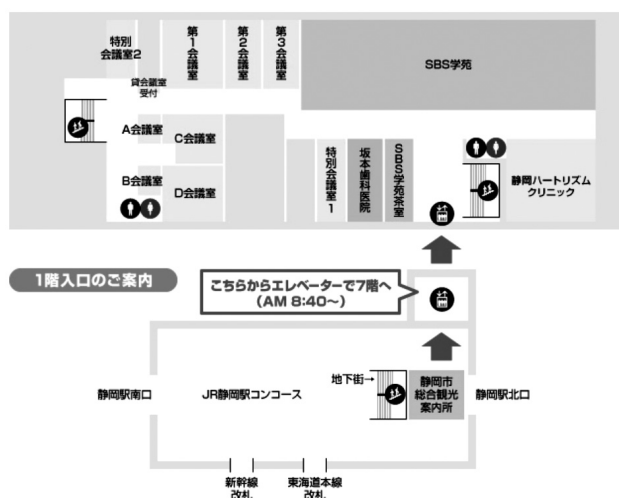 特別
会議室2
第1会議室
第2会議室
第3会議室
SBS学苑
貸会議室
受付
A会議室
C会議室
B会議室
D会議室
特別会議室1
坂本歯科医院
SBS学苑茶室
静岡ハートリズム
クリニック
1階入口のご案内
こちらからエレベーターで7階へ
(AM 8:40〜)
地下街→
静岡市
総合観光
案内所
静岡駅南口
JR静岡駅コンコース
静岡駅北口
新幹線
改札
東海道本線
改札